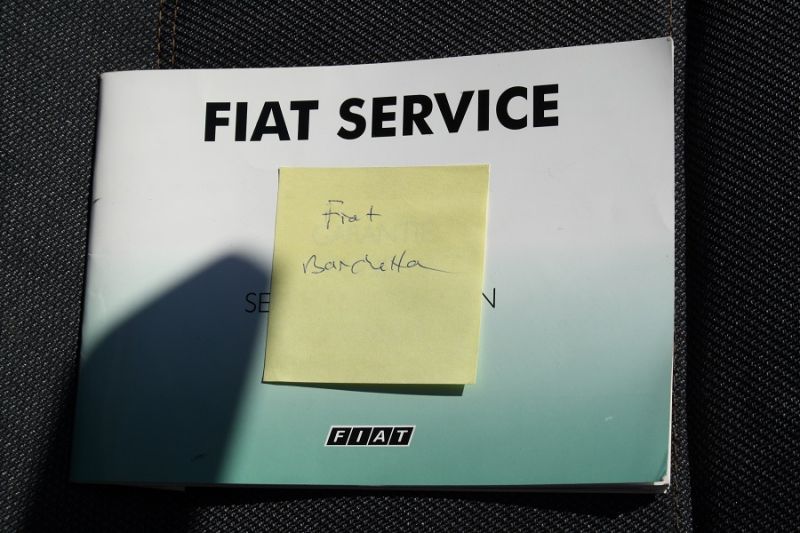 FIAT SERVICE
Fiat
Barchetta
FIAT